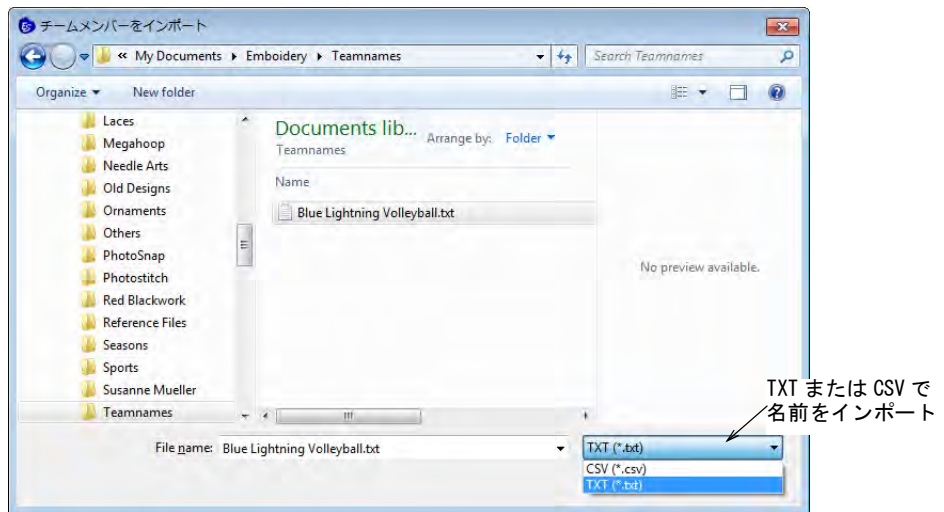 チームメンバーをインポート
« My Documents ▸ Emboidery ▸ Teamnames
Search Teamnames
Organize ▼ New folder
Laces
Megahoop
Needle Arts
Old Designs
Ornaments
Others
PhotoSnap
Photostitch
Red Blackwork
Reference Files
Seasons
Sports
Susanne Mueller
Teamnames
Documents lib...
Teamnames
Arrange by: Folder ▼
Name
Blue Lightning Volleyball.txt
No preview available.
TXT または CSV で
名前をインポート
File name: Blue Lightning Volleyball.txt
TXT (*.txt)
CSV (*.csv)
TXT (*.txt)